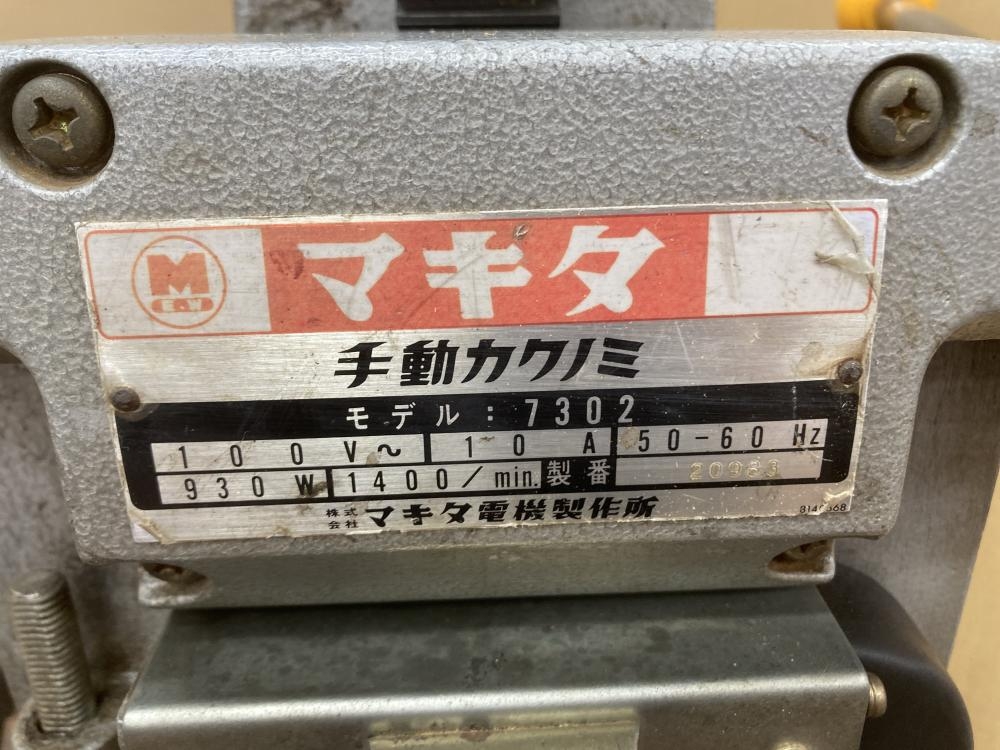 M
E.W
マキタ
手動カクノミ
モデル: 7302
100V～ 10A 50-60Hz
930W 1400/min. 製番 20983
株式会社 マキタ電機製作所